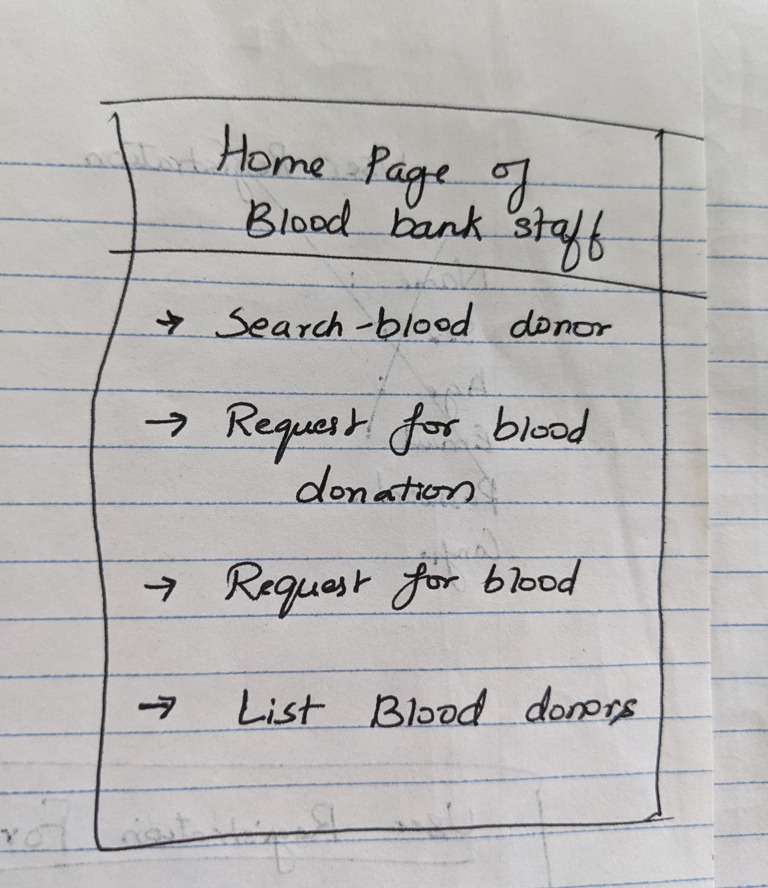 Home Page of
Blood bank staff
→ Search-blood donor
→ Request for blood
donation
→ Request for blood
→ List Blood donors